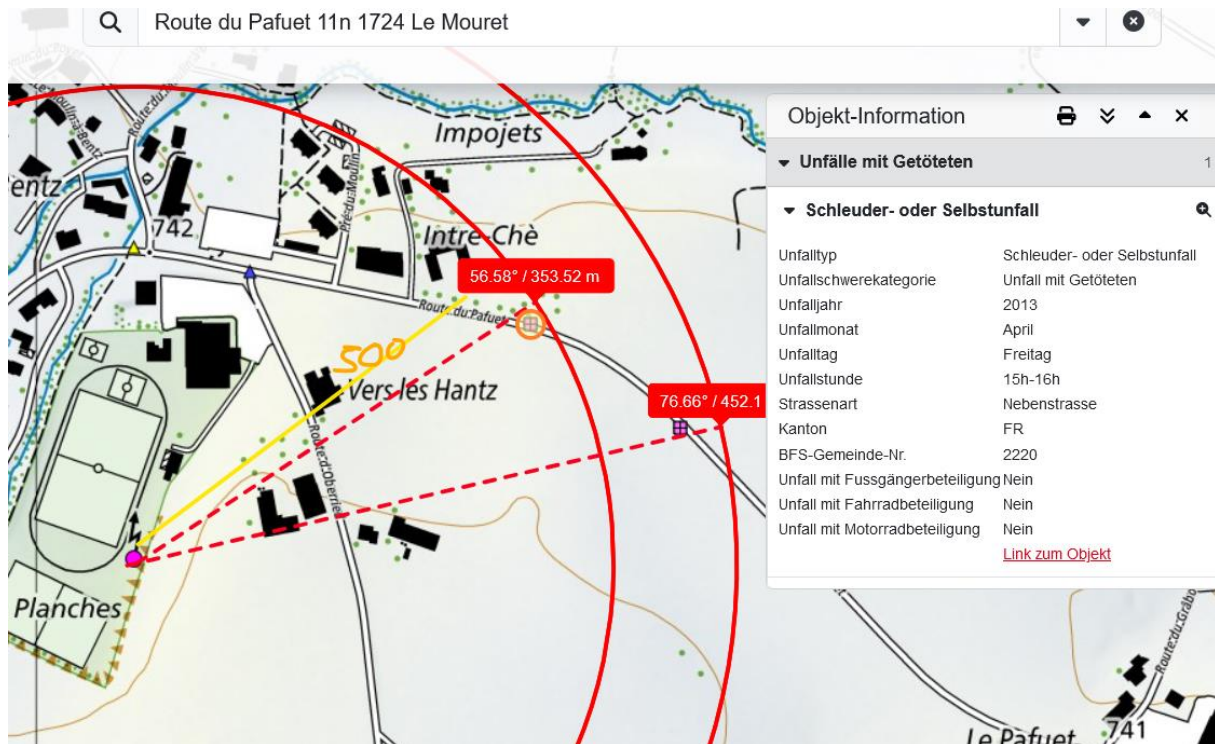 Route du Pafuet 11n 1724 Le Mouret
Impojets
Pré·du·Moulin
entz
742
Intre-Chè
56.58° / 353.52 m
Route·du·Pafuet
500
Vers les Hantz
76.66° / 452.1
Planches
741
Le Pafuet
Objekt-Information
Unfälle mit Getöteten 1
Schleuder- oder Selbstunfall
Unfalltyp Schleuder- oder Selbstunfall
Unfallschwerekategorie Unfall mit Getöteten
Unfalljahr 2013
Unfallmonat April
Unfalltag Freitag
Unfallstunde 15h-16h
Strassenart Nebenstrasse
Kanton FR
BFS-Gemeinde-Nr. 2220
Unfall mit Fussgängerbeteiligung Nein
Unfall mit Fahrradbeteiligung Nein
Unfall mit Motorradbeteiligung Nein
Link zum Objekt